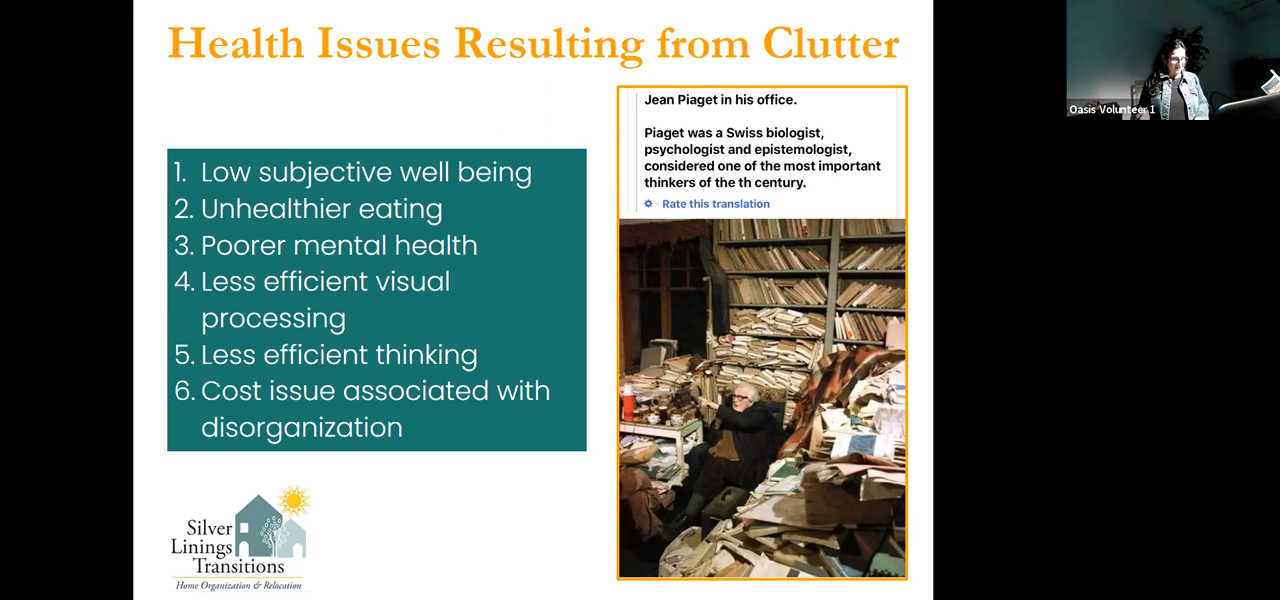 Health Issues Resulting from Clutter
1. Low subjective well being
2. Unhealthier eating
3. Poorer mental health
4. Less efficient visual
processing
5. Less efficient thinking
6. Cost issue associated with
disorganization
Jean Piaget in his office.
Piaget was a Swiss biologist,
psychologist and epistemologist,
considered one of the most important
thinkers of the th century.
· Rate this translation
Silver
Linings
Transitions
Home Organization & Relocation
Oasis Volunteer 1